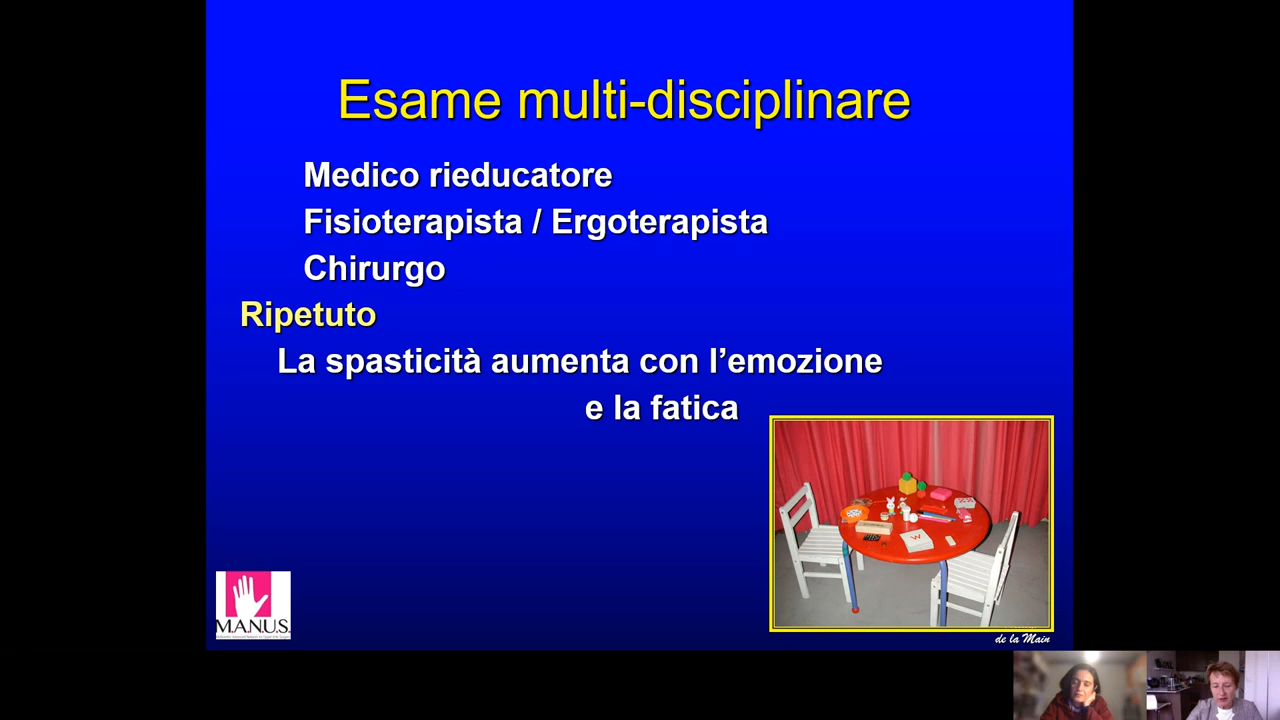 Esame multi-disciplinare
Medico rieducatore
Fisioterapista / Ergoterapista
Chirurgo
Ripetuto
La spasticità aumenta con l’emozione
e la fatica
W
M.A.N.U.S.
de la Main